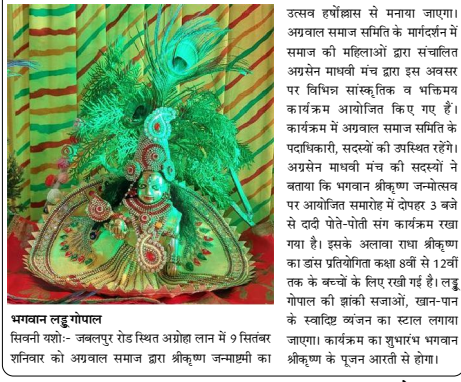 भगवान लड्डू गोपाल
सिवनी यशो:- जबलपुर रोड स्थित अग्रोहा लान में 9 सितंबर
शनिवार को अग्रवाल समाज द्वारा श्रीकृष्ण जन्माष्टमी का
उत्सव हर्षोल्लास से मनाया जाएगा।
अग्रवाल समाज समिति के मार्गदर्शन में
समाज की महिलाओं द्वारा संचालित
अग्रसेन माधवी मंच द्वारा इस अवसर
पर विभिन्न सांस्कृतिक व भक्तिमय
कार्यक्रम आयोजित किए गए हैं।
कार्यक्रम में अग्रवाल समाज समिति के
पदाधिकारी, सदस्यों की उपस्थित रहेंगे।
अग्रसेन माधवी मंच की सदस्यों ने
बताया कि भगवान श्रीकृष्ण जन्मोत्सव
पर आयोजित समारोह में दोपहर 3 बजे
से दादी पोते-पोती संग कार्यक्रम रखा
गया है। इसके अलावा राधा श्रीकृष्ण
का डांस प्रतियोगिता कक्षा 8वीं से 12वीं
तक के बच्चों के लिए रखी गई है। लड्डू
गोपाल की झांकी सजाओं, खान-पान
के स्वादिष्ट व्यंजन का स्टाल लगाया
जाएगा। कार्यक्रम का शुभारंभ भगवान
श्रीकृष्ण के पूजन आरती से होगा।